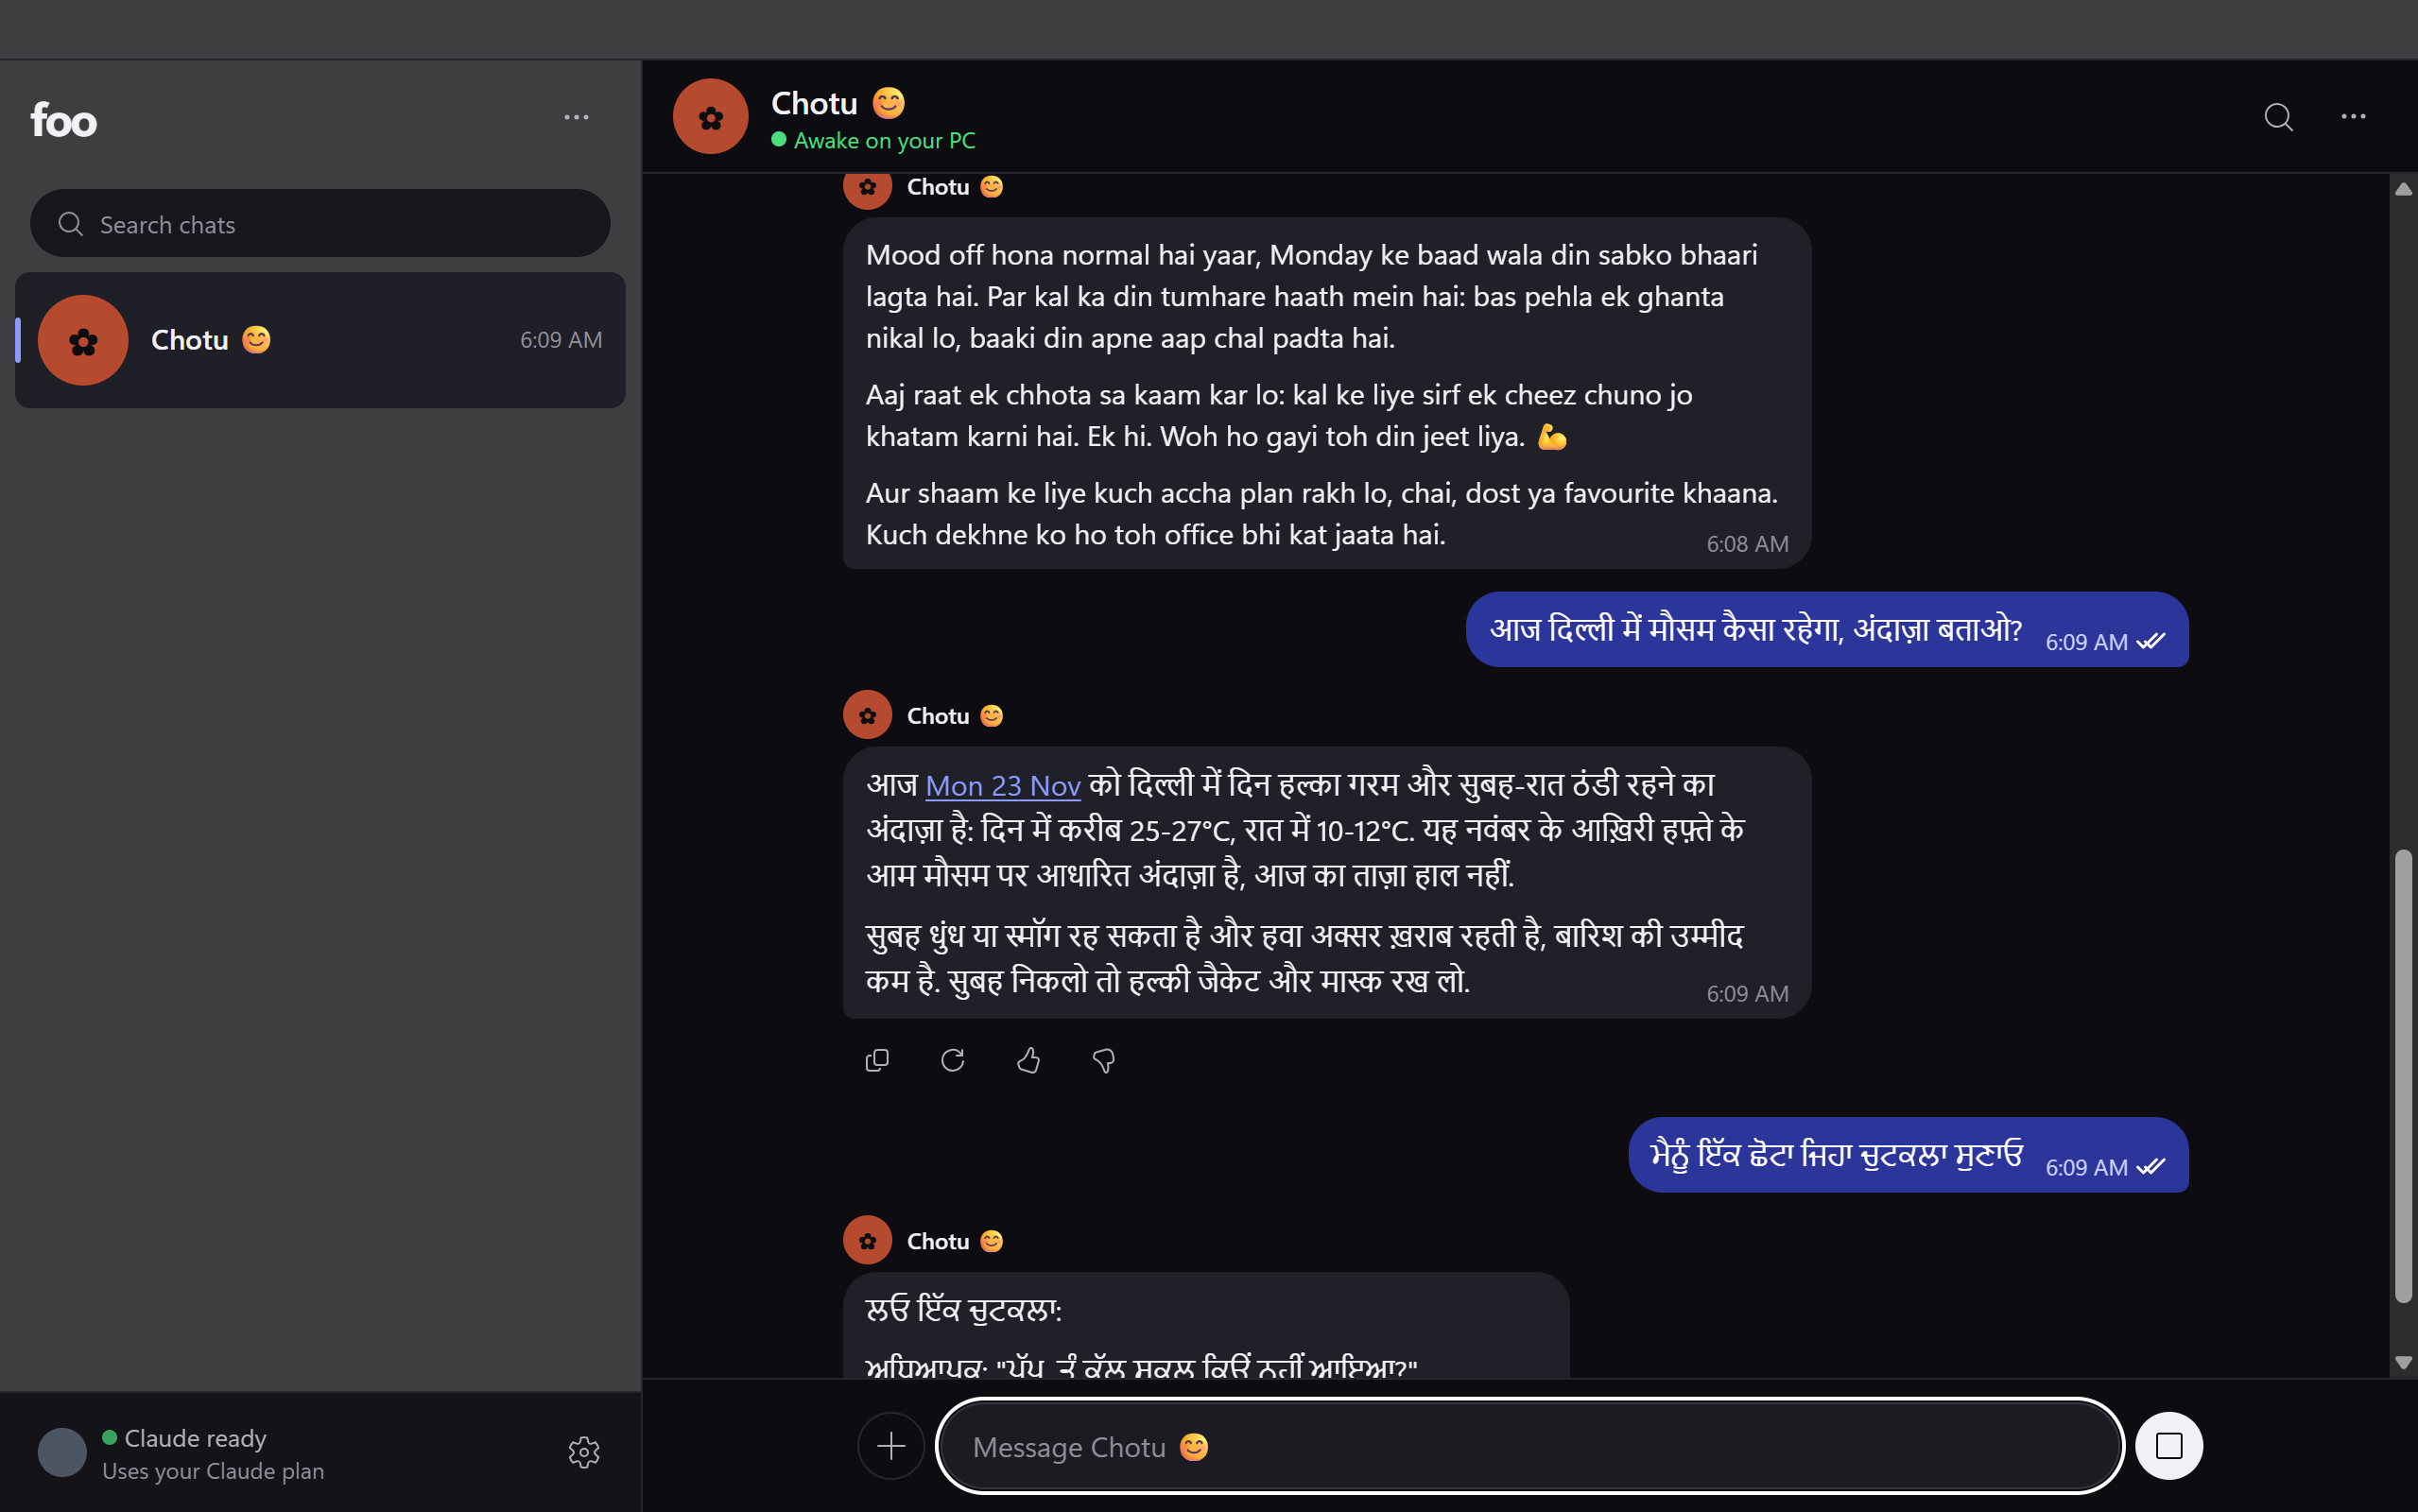 foo
Search chats
Chotu 😊
6:09 AM
Claude ready
Uses your Claude plan
Chotu 😊
Awake on your PC
Chotu 😊
Mood off hona normal hai yaar, Monday ke baad wala din sabko bhaari
lagta hai. Par kal ka din tumhare haath mein hai: bas pehla ek ghanta
nikal lo, baaki din apne aap chal padta hai.
Aaj raat ek chhota sa kaam kar lo: kal ke liye sirf ek cheez chuno jo
khatam karni hai. Ek hi. Woh ho gayi toh din jeet liya. 💪
Aur shaam ke liye kuch accha plan rakh lo, chai, dost ya favourite khaana.
Kuch dekhne ko ho toh office bhi kat jaata hai.
6:08 AM
आज दिल्ली में मौसम कैसा रहेगा, अंदाज़ा बताओ?
6:09 AM
Chotu 😊
आज Mon 23 Nov को दिल्ली में दिन हल्का गरम और सुबह-रात ठंडी रहने का
अंदाज़ा है: दिन में करीब 25-27°C, रात में 10-12°C. यह नवंबर के आख़िरी हफ़्ते के
आम मौसम पर आधारित अंदाज़ा है, आज का ताज़ा हाल नहीं.
सुबह धुंध या स्मॉग रह सकता है और हवा अक्सर ख़राब रहती है, बारिश की उम्मीद
कम है. सुबह निकलो तो हल्की जैकेट और मास्क रख लो.
6:09 AM
ਮੈਨੂੰ ਇੱਕ ਛੋਟਾ ਜਿਹਾ ਚੁਟਕਲਾ ਸੁਣਾਓ
6:09 AM
Chotu 😊
ਲਓ ਇੱਕ ਚੁਟਕਲਾ:
ਅਧਿਆਪਕ: "ਪੱਪੂ, ਤੂੰ ਕੱਲ ਸਕੂਲ ਕਿਉਂ ਨਹੀਂ ਆਇਆ?"
Message Chotu 😊